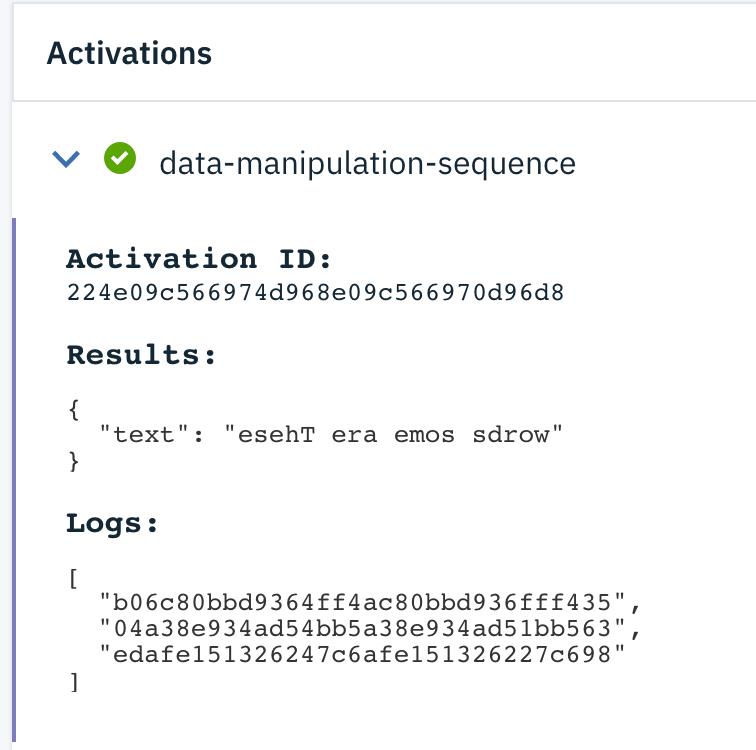 Activations
data-manipulation-sequence
Activation ID:
224e09c566974d968e09c566970d96d8
Results:
{
"text": "esehT era emos sdrow"
}
Logs:
[
"b06c80bbd9364ff4ac80bbd936fff435",
"04a38e934ad54bb5a38e934ad51bb563",
"edafe151326247c6afe151326227c698"
]